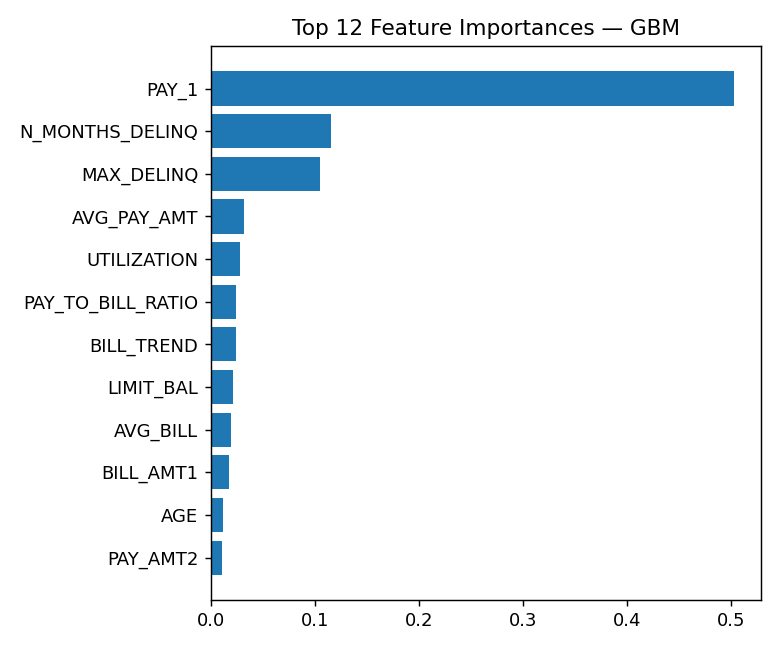 Top 12 Feature Importances — GBM
PAY_1
N_MONTHS_DELINQ
MAX_DELINQ
AVG_PAY_AMT
UTILIZATION
PAY_TO_BILL_RATIO
BILL_TREND
LIMIT_BAL
AVG_BILL
BILL_AMT1
AGE
PAY_AMT2
0.0 0.1 0.2 0.3 0.4 0.5